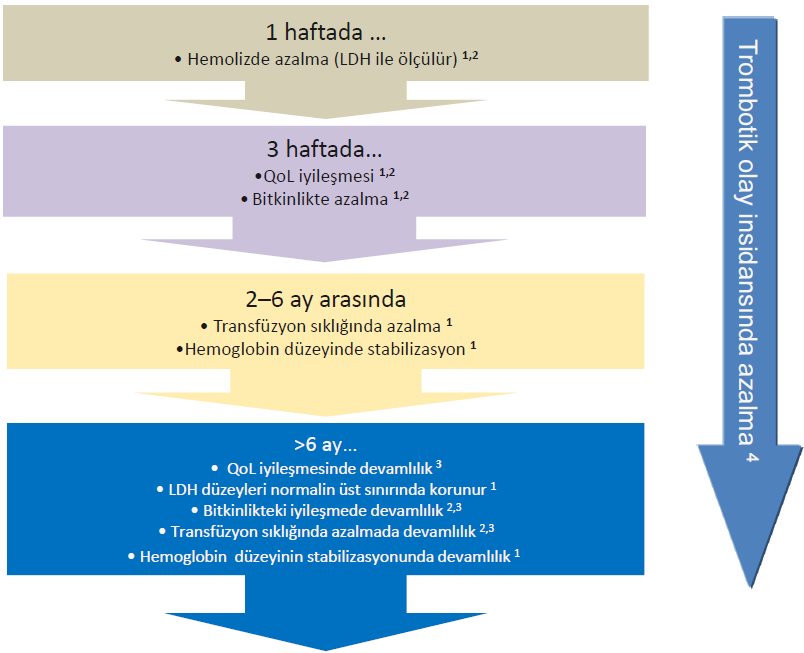 1 haftada ...
• Hemolizde azalma (LDH ile ölçülür) 1,2
3 haftada...
•QoL iyileşmesi 1,2
• Bitkinlikte azalma 1,2
2–6 ay arasında
• Transfüzyon sıklığında azalma 1
•Hemoglobin düzeyinde stabilizasyon 1
>6 ay...
• QoL iyileşmesinde devamlılık 3
• LDH düzeyleri normalin üst sınırında korunur 1
• Bitkinlikteki iyileşmede devamlılık 2,3
• Transfüzyon sıklığında azalmada devamlılık 2,3
• Hemoglobin düzeyinin stabilizasyonunda devamlılık 1
Trombotik olay insidansında azalma 4